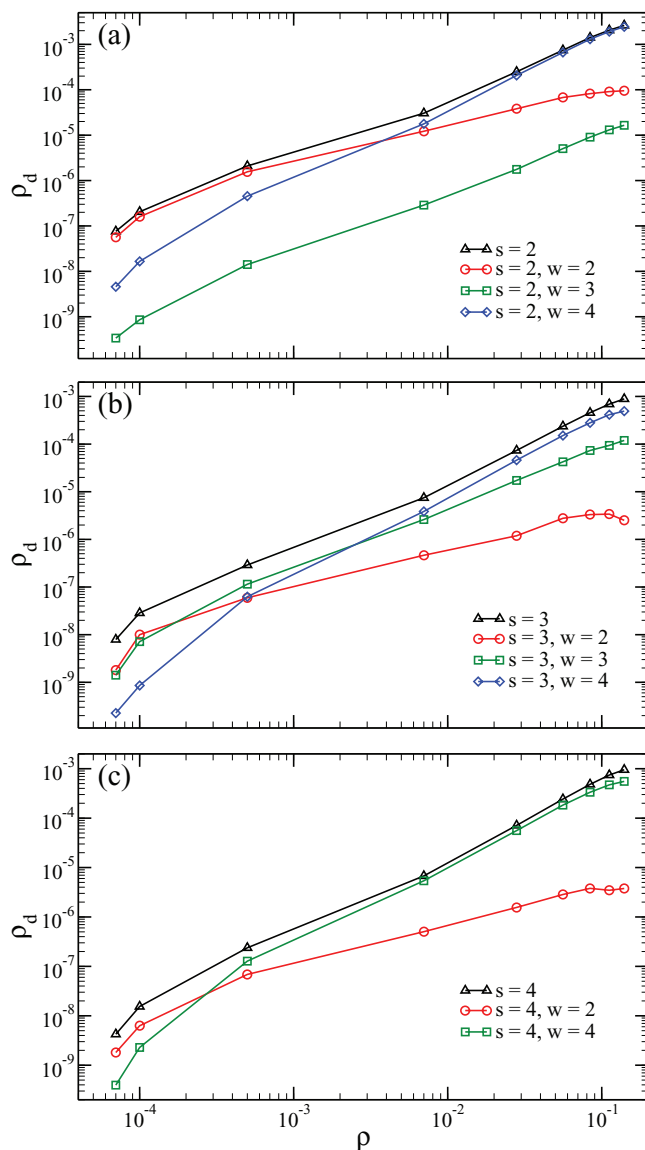 (a)
10⁻³
10⁻⁴
10⁻⁵
10⁻⁶
10⁻⁷
10⁻⁸
10⁻⁹
ρd
s = 2
s = 2, w = 2
s = 2, w = 3
s = 2, w = 4
(b)
10⁻³
10⁻⁴
10⁻⁵
10⁻⁶
10⁻⁷
10⁻⁸
10⁻⁹
ρd
s = 3
s = 3, w = 2
s = 3, w = 3
s = 3, w = 4
(c)
10⁻³
10⁻⁴
10⁻⁵
10⁻⁶
10⁻⁷
10⁻⁸
10⁻⁹
ρd
s = 4
s = 4, w = 2
s = 4, w = 4
10⁻⁴ 10⁻³ 10⁻² 10⁻¹
ρ